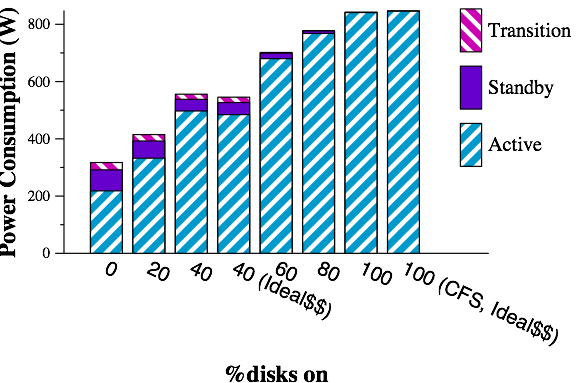 Power Consumption (W)
800
600
400
200
0
Transition
Standby
Active
0
20
40
40 (Ideal$$)
60
80
100
100 (CFS, Ideal$$)
%disks on